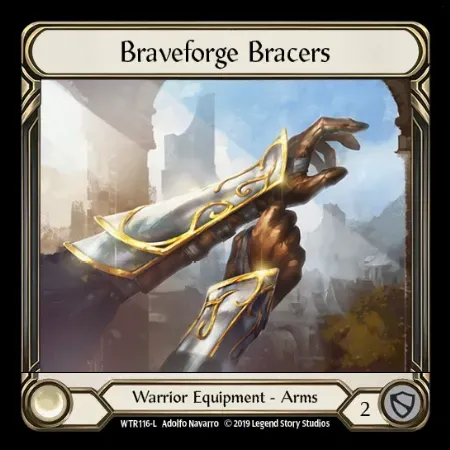 Braveforge Bracers
Warrior Equipment - Arms
2
WTR116-L Adolfo Navarro © 2019 Legend Story Studios